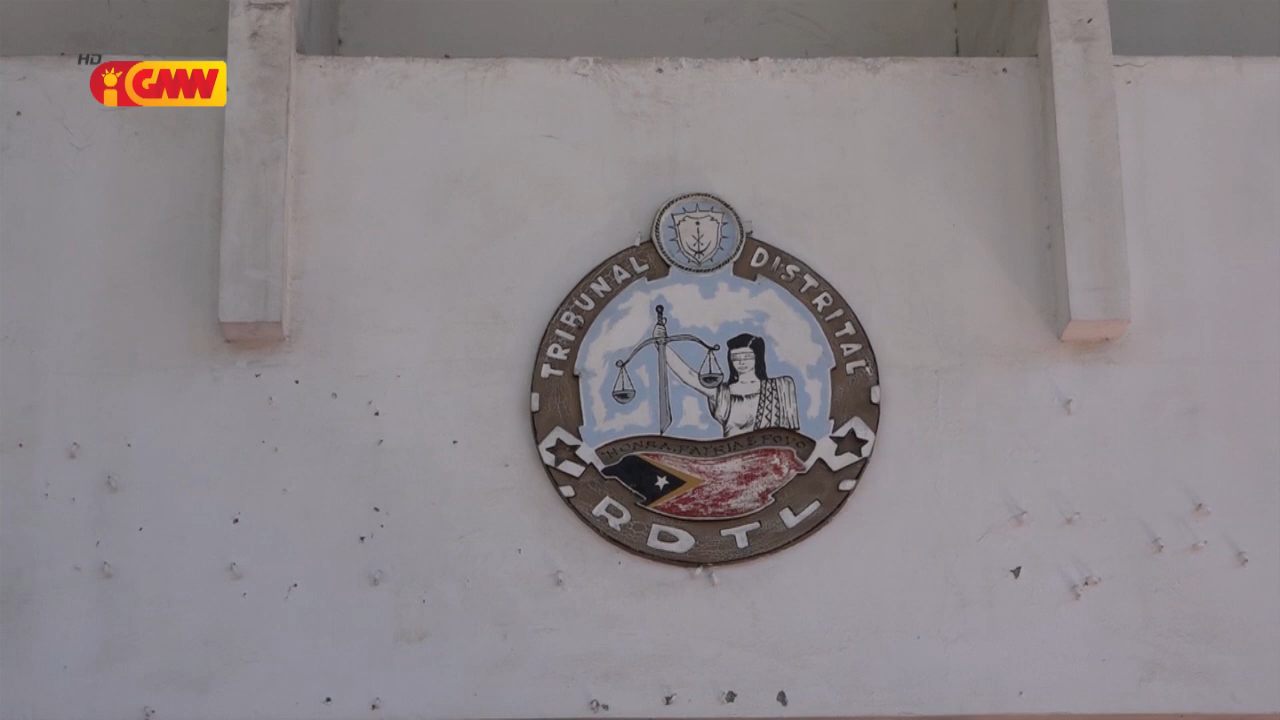 HD
GMN
TRIBUNAL DISTRITAL
"HONRA, PATRIA E POVO"
RDTL